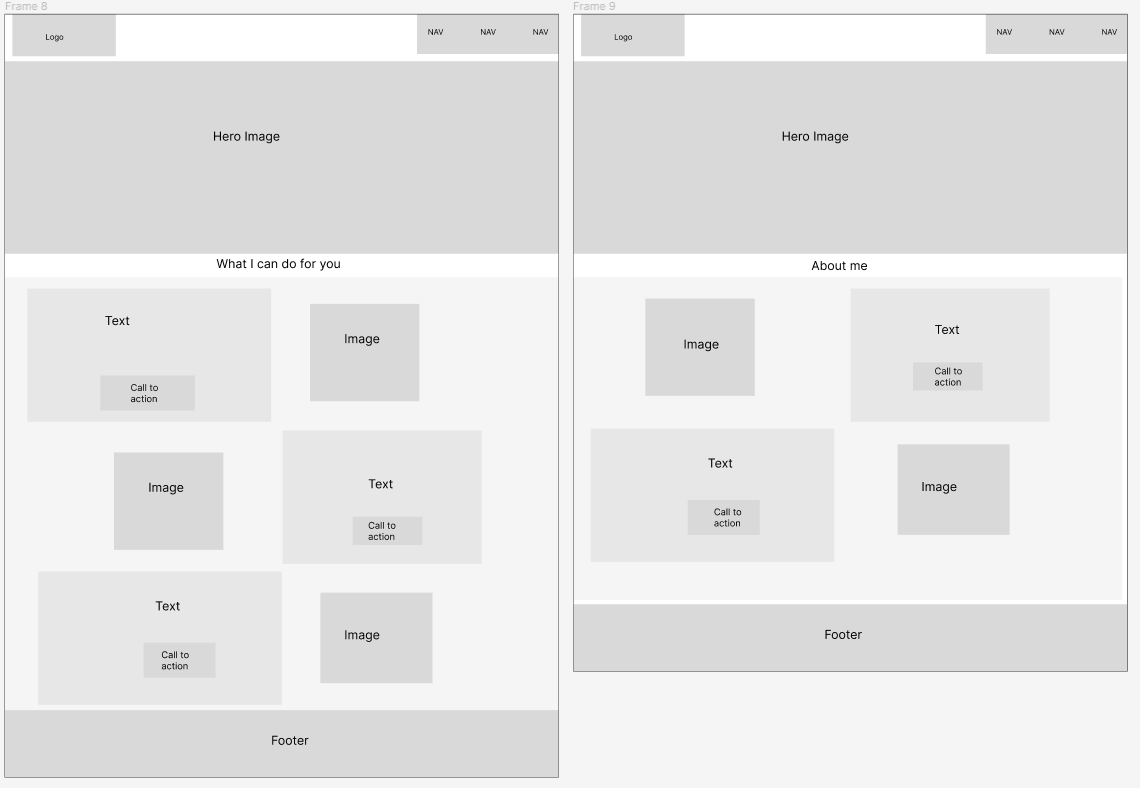 Frame 8
Logo
NAV NAV NAV
Hero Image
What I can do for you
Text
Call to
action
Image
Image
Text
Call to
action
Text
Call to
action
Image
Footer
Frame 9
Logo
NAV NAV NAV
Hero Image
About me
Image
Text
Call to
action
Text
Call to
action
Image
Footer